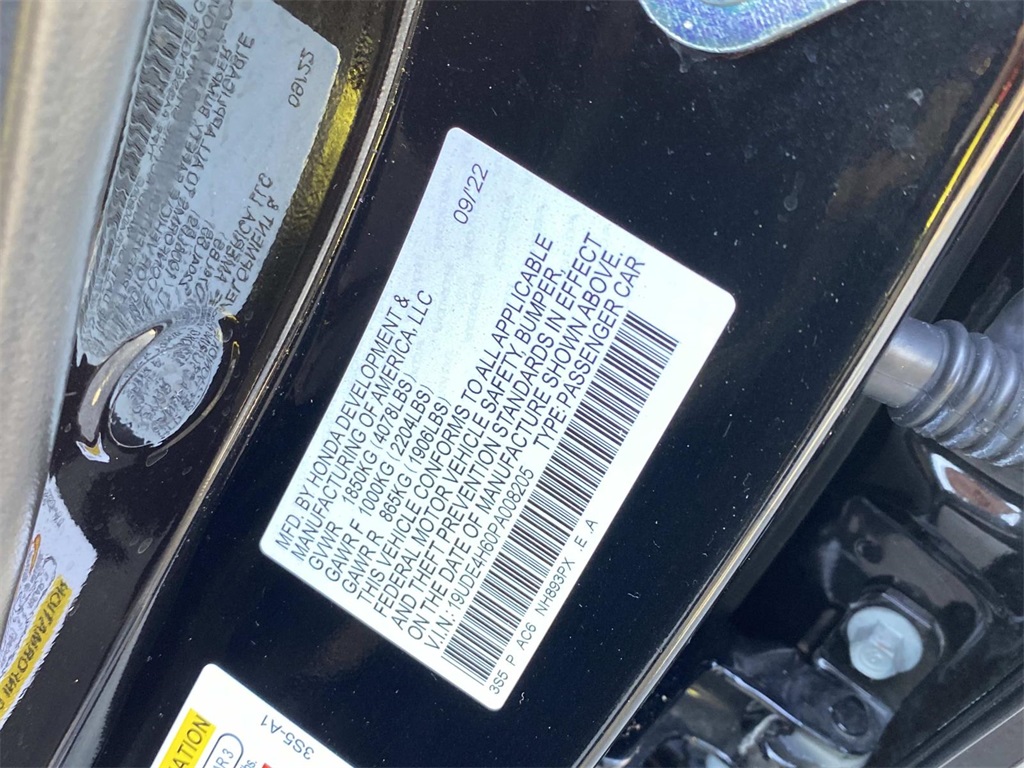 09/'22
MFD. BY HONDA DEVELOPMENT &
MANUFACTURING OF AMERICA, LLC
GVWR 1850KG (4078LBS)
GAWR F 1000KG (2204LBS)
GAWR R 865KG (1906LBS)
THIS VEHICLE CONFORMS TO ALL APPLICABLE
FEDERAL MOTOR VEHICLE SAFETY, BUMPER,
AND THEFT PREVENTION STANDARDS IN EFFECT
ON THE DATE OF MANUFACTURE SHOWN ABOVE.
V.I.N.: 19UDE4H60PA008205 TYPE: PASSENGER CAR
3S5 P AC6 NH893PX .E. A
3S5-A1